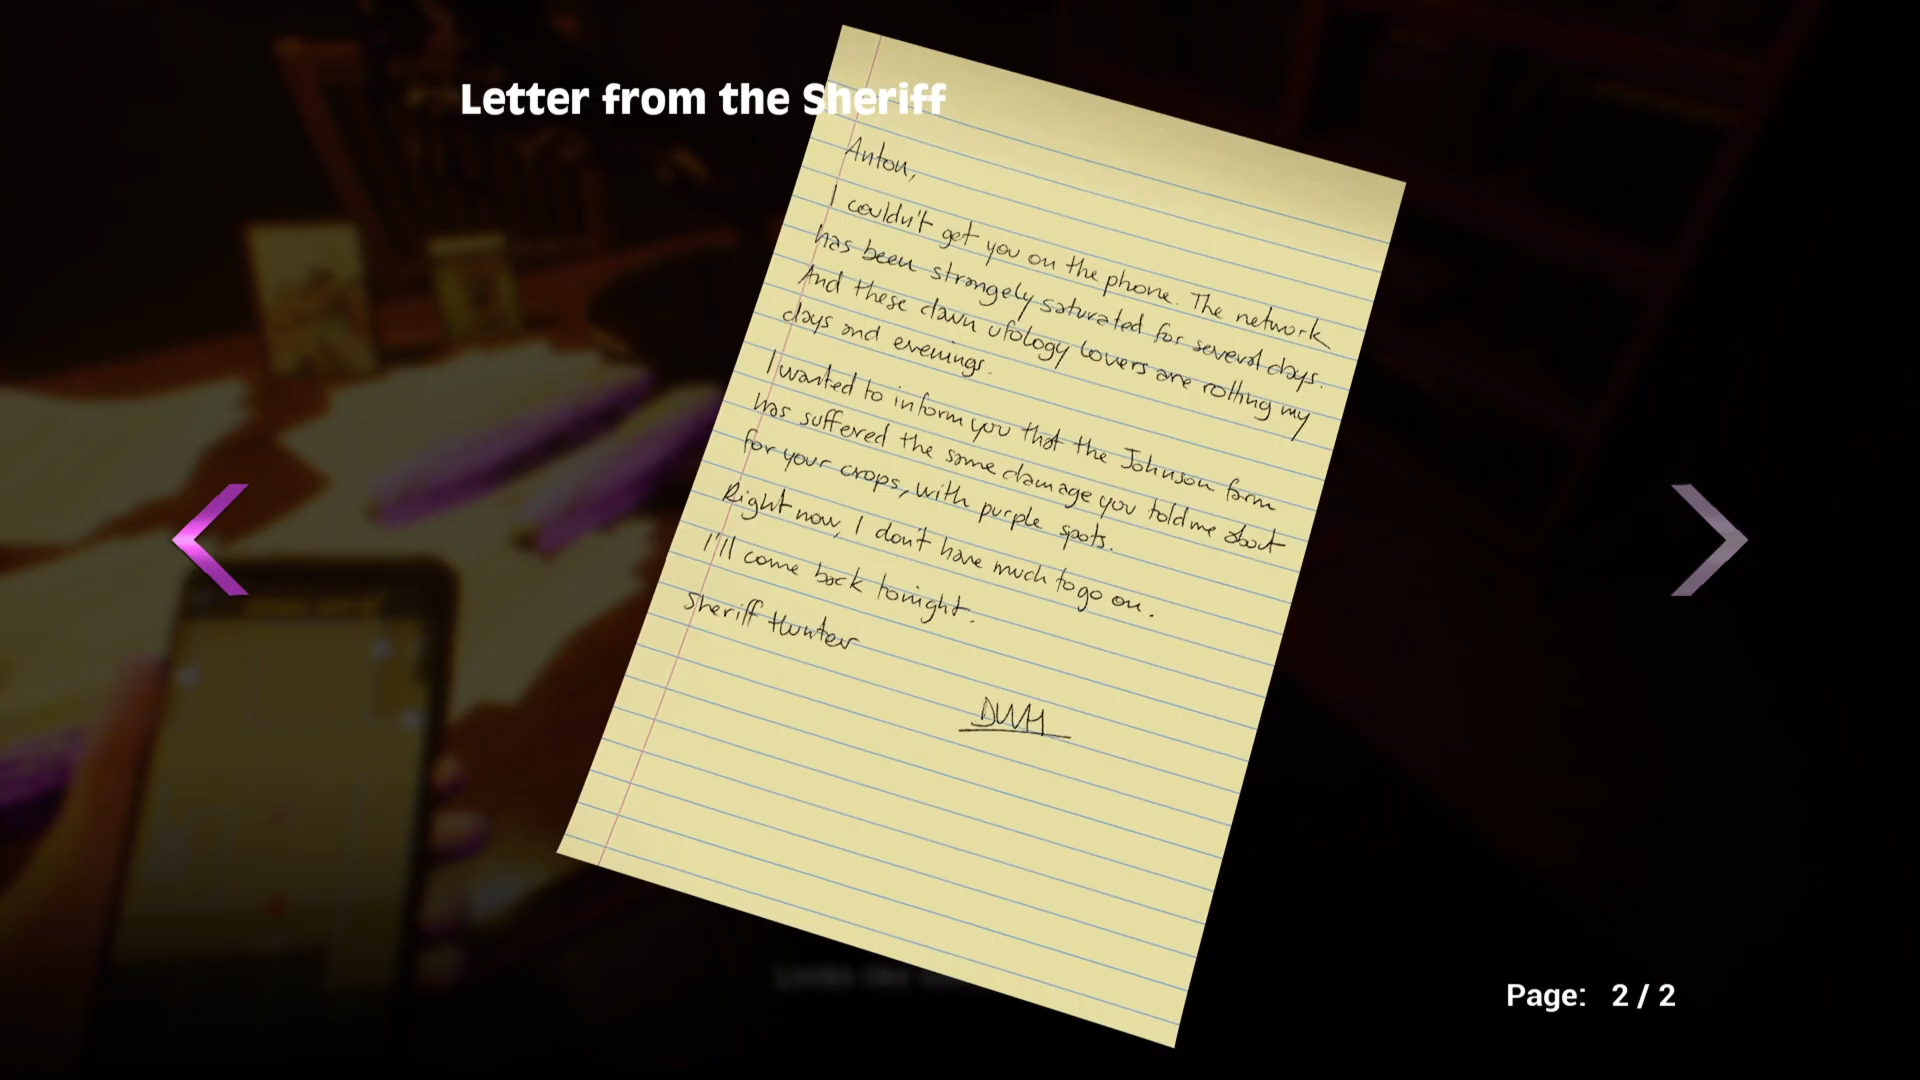 Letter from the Sheriff
Anton,
I couldn't get you on the phone. The network
has been strangely saturated for several days.
And these dawn ufology lovers are rotting my
days and evenings.
I wanted to inform you that the Johnson farm
has suffered the same damage you told me about
for your crops, with purple spots.
Right now, I don't have much to go on.
I'll come back tonight.
Sheriff Hunter
DWH
Page: 2 / 2